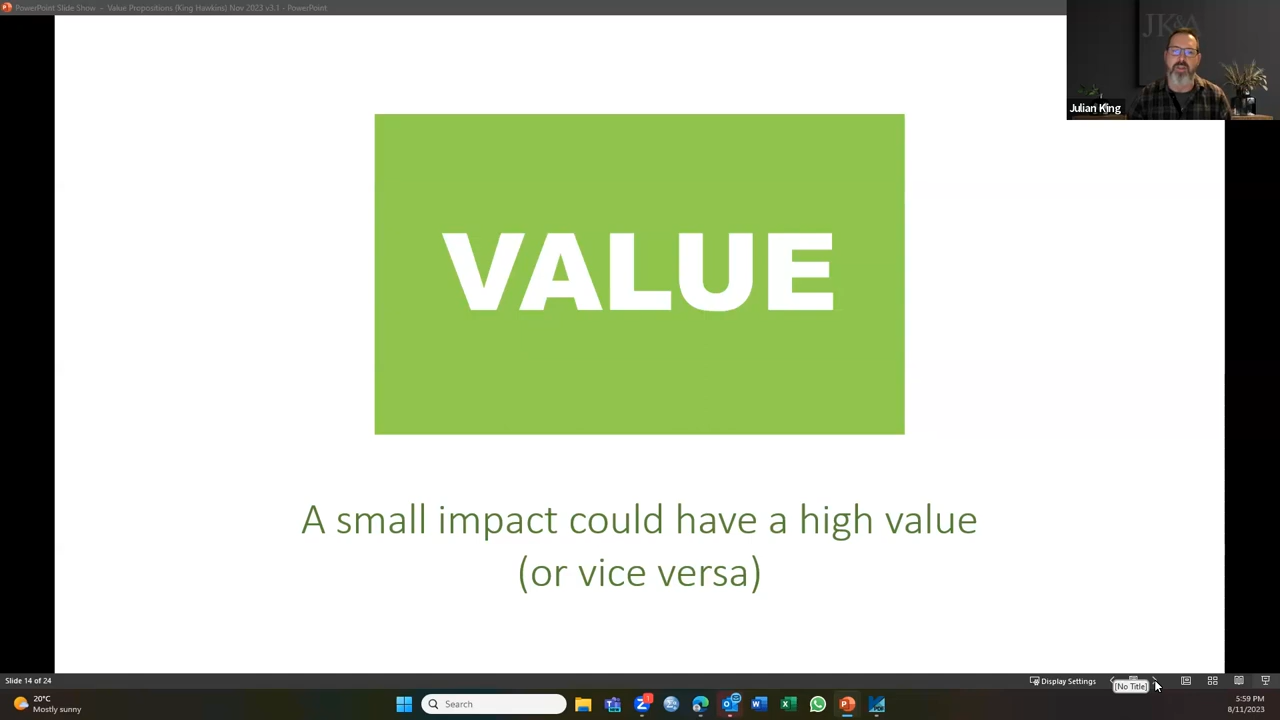 PowerPoint Slide Show - Value Propositions (King Hawkins) Nov 2023 v3.1 - PowerPoint
JK&A
Julian King
VALUE
A small impact could have a high value
(or vice versa)
Slide 14 of 24
Display Settings
[No Title]
20°C
Mostly sunny
Search
1
5:59 PM
8/11/2023